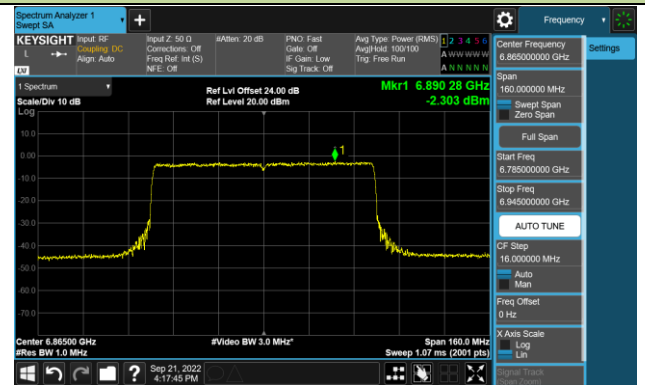 Spectrum Analyzer 1
Swept SA
Frequency
KEYSIGHT
Input: RF
Coupling: DC
Align: Auto
Input Z: 50 Ω
Corrections: Off
Freq Ref: Int (S)
NFE: Off
#Atten: 20 dB
PNO: Fast
Gate: Off
IF Gain: Low
Sig Track: Off
Avg Type: Power (RMS)
Avg|Hold: 100/100
Trig: Free Run
1 2 3 4 5 6
A W W W W W
A N N N N N
L
LXI
1 Spectrum
Scale/Div 10 dB
Log
Ref Lvl Offset 24.00 dB
Ref Level 20.00 dBm
Mkr1 6.890 28 GHz
-2.303 dBm
10.0
0.00
-10.0
-20.0
-30.0
-40.0
-50.0
-60.0
-70.0
1
Center 6.86500 GHz
#Res BW 1.0 MHz
#Video BW 3.0 MHz*
Span 160.0 MHz
Sweep 1.07 ms (2001 pts)
Sep 21, 2022
4:17:45 PM
Center Frequency
6.865000000 GHz
Settings
Span
160.000000 MHz
Swept Span
Zero Span
Full Span
Start Freq
6.785000000 GHz
Stop Freq
6.945000000 GHz
AUTO TUNE
CF Step
16.000000 MHz
Auto
Man
Freq Offset
0 Hz
X Axis Scale
Log
Lin
Signal Track
(Span Zoom)